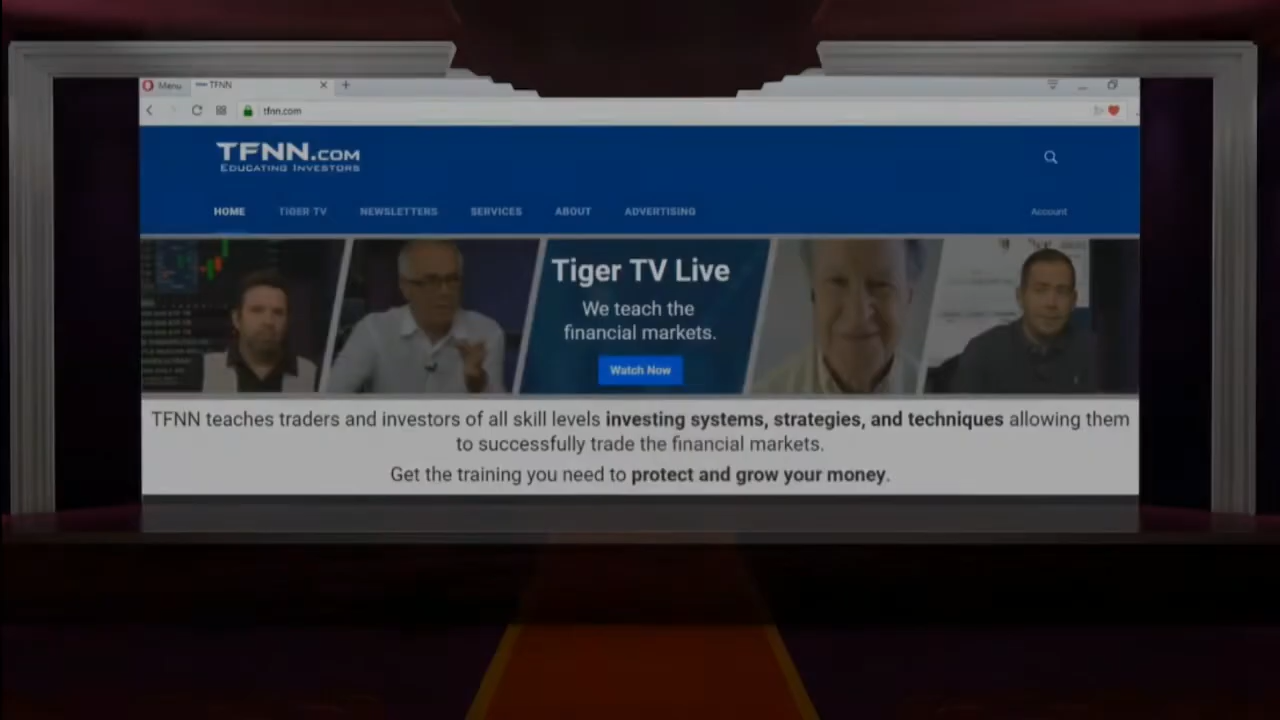 Menu TFNN
tfnn.com
TFNN.COM
EDUCATING INVESTORS
HOME TIGER TV NEWSLETTERS SERVICES ABOUT ADVERTISING Account
Tiger TV Live
We teach the
financial markets.
Watch Now
TFNN teaches traders and investors of all skill levels investing systems, strategies, and techniques allowing them
to successfully trade the financial markets.
Get the training you need to protect and grow your money.